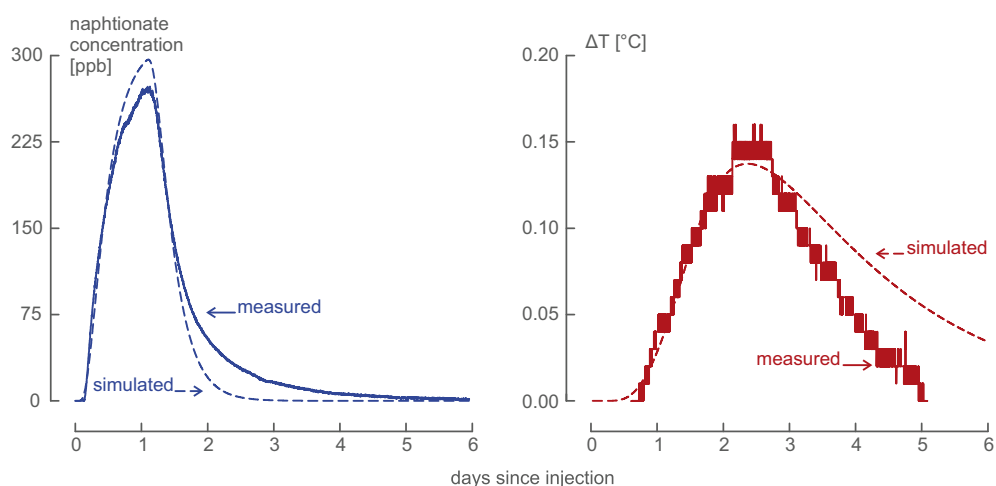 naphtionate
concentration
[ppb]
300
225
150
75
0
measured
simulated
0 1 2 3 4 5 6
ΔT [°C]
0.20
0.15
0.10
0.05
0.00
simulated
measured
0 1 2 3 4 5 6
days since injection